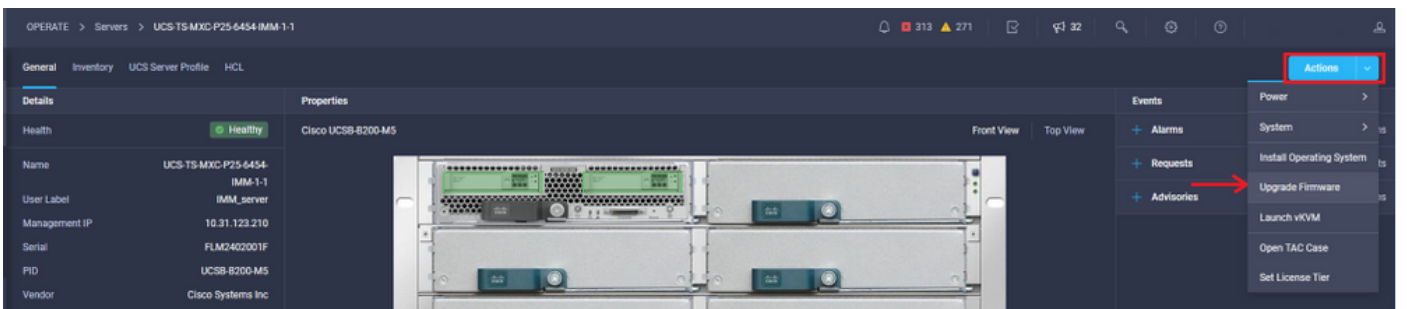 OPERATE > Servers > UCS-TS-MXC-P25-6454-IMM-1-1
313 271 32
General Inventory UCS Server Profile HCL
Actions
Details
Properties
Events
Power >
Health
Healthy
Cisco UCSB-B200-M5
Front View | Top View
+ Alarms
System >
Name
UCS-TS-MXC-P25-6454-
IMM-1-1
+ Requests
Install Operating System
User Label
IMM_server
+ Advisories
Upgrade Firmware
Management IP
10.31.123.210
Launch vKVM
Serial
FLM2402001F
Open TAC Case
PID
UCSB-B200-M5
Set License Tier
Vendor
Cisco Systems Inc